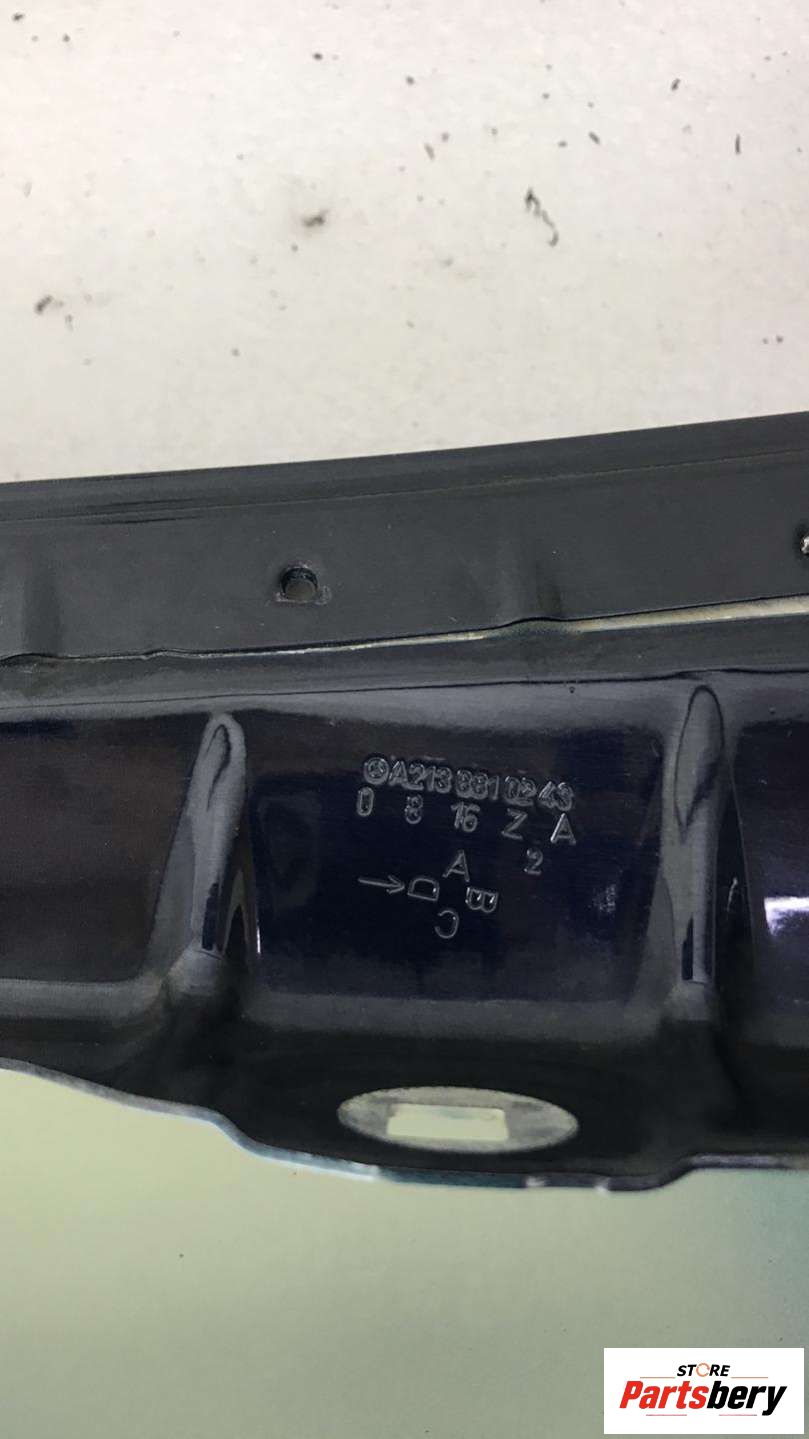 A213 881 02 43
0 8 16 Z A
A 2
D B
C
STORE
Partsbery